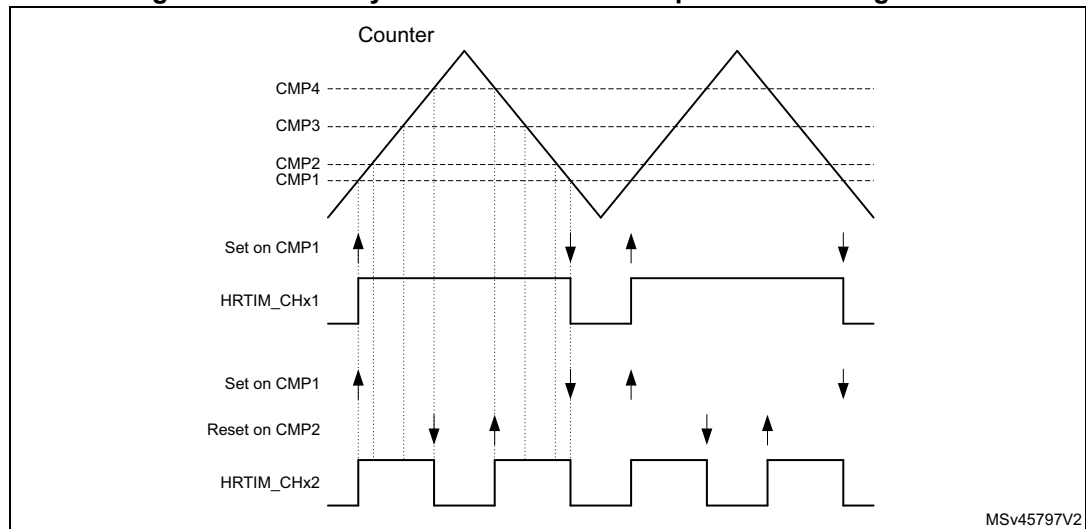 Counter
CMP4
CMP3
CMP2
CMP1
Set on CMP1
HRTIM_CHx1
Set on CMP1
Reset on CMP2
HRTIM_CHx2
MSv45797V2